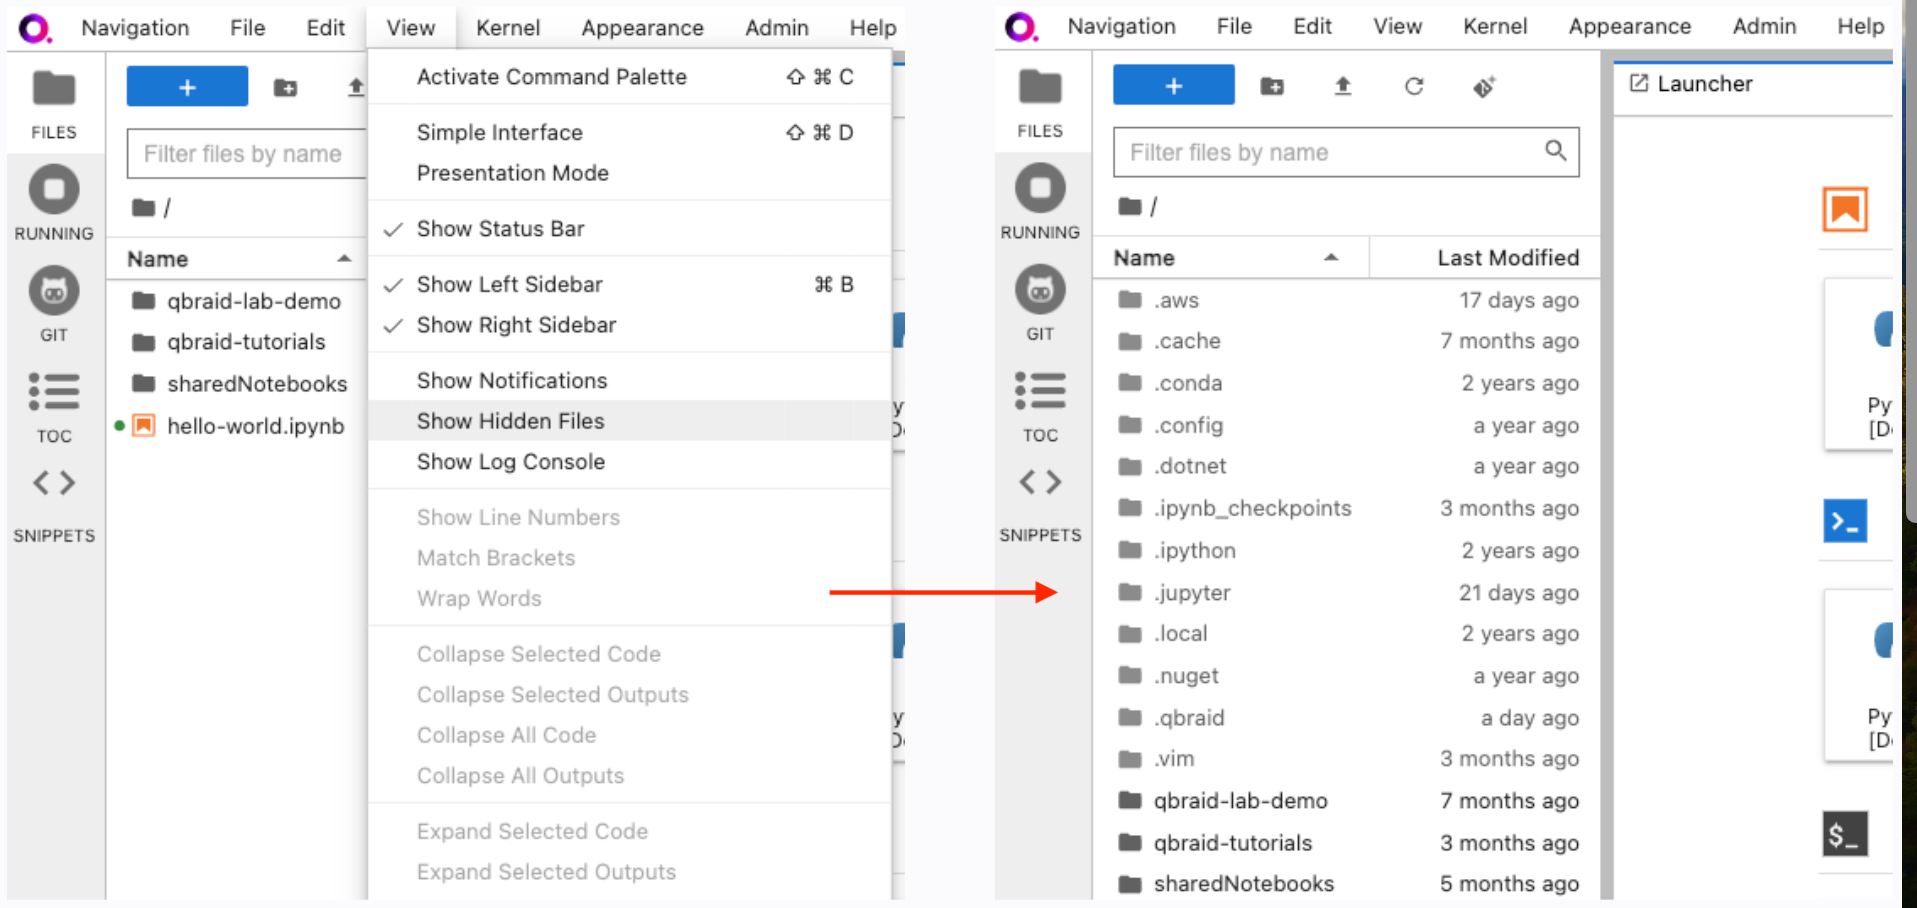 Navigation File Edit View Kernel Appearance Admin Help
FILES
RUNNING
GIT
TOC
SNIPPETS
+
Filter files by name
/
Name
qbraid-lab-demo
qbraid-tutorials
sharedNotebooks
hello-world.ipynb
Activate Command Palette ⇧ ⌘ C
Simple Interface ⇧ ⌘ D
Presentation Mode
✓ Show Status Bar
✓ Show Left Sidebar ⌘ B
✓ Show Right Sidebar
Show Notifications
Show Hidden Files
Show Log Console
Show Line Numbers
Match Brackets
Wrap Words
Collapse Selected Code
Collapse Selected Outputs
Collapse All Code
Collapse All Outputs
Expand Selected Code
Expand Selected Outputs
Navigation File Edit View Kernel Appearance Admin Help
FILES
RUNNING
GIT
TOC
SNIPPETS
+
Filter files by name
/
Name Last Modified
.aws 17 days ago
.cache 7 months ago
.conda 2 years ago
.config a year ago
.dotnet a year ago
.ipynb_checkpoints 3 months ago
.ipython 2 years ago
.jupyter 21 days ago
.local 2 years ago
.nuget a year ago
.qbraid a day ago
.vim 3 months ago
qbraid-lab-demo 7 months ago
qbraid-tutorials 3 months ago
sharedNotebooks 5 months ago
Launcher
Py
[D
>_
Py
[D
$_